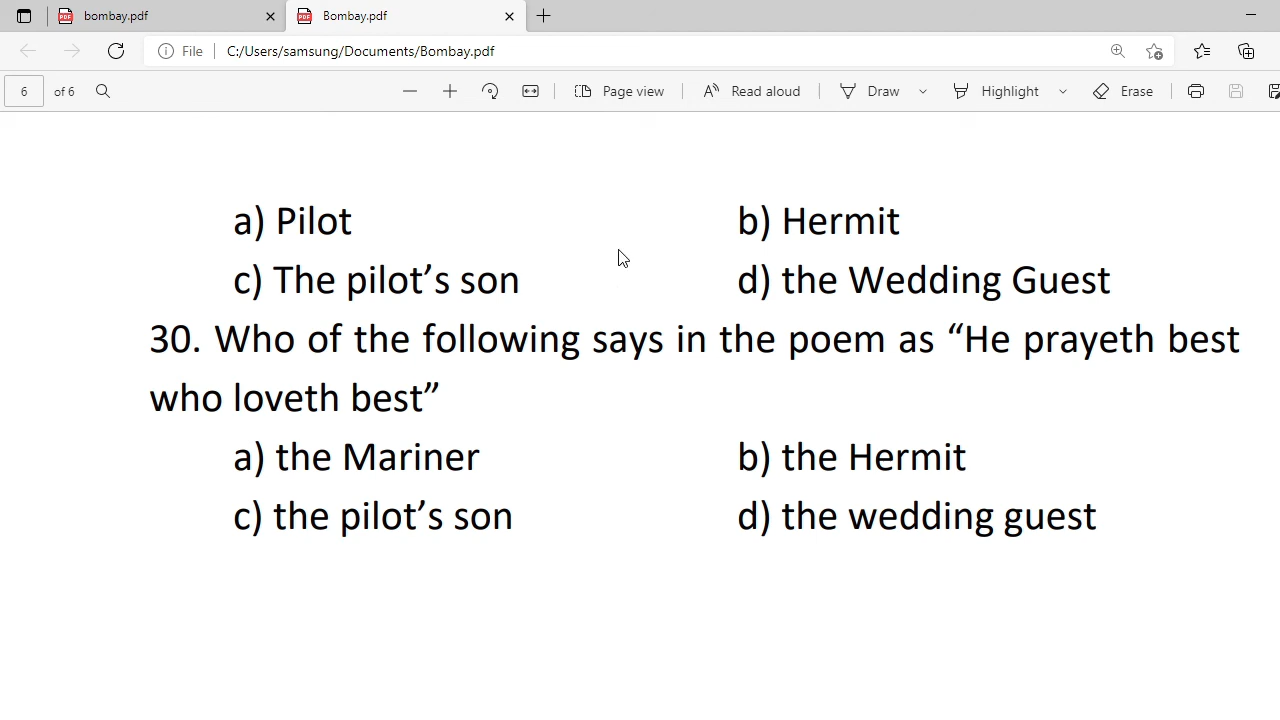 bombay.pdf
Bombay.pdf
File
C:/Users/samsung/Documents/Bombay.pdf
6 of 6
Page view
Read aloud
Draw
Highlight
Erase
a) Pilot b) Hermit
c) The pilot’s son d) the Wedding Guest
30. Who of the following says in the poem as “He prayeth best
who loveth best”
a) the Mariner b) the Hermit
c) the pilot’s son d) the wedding guest